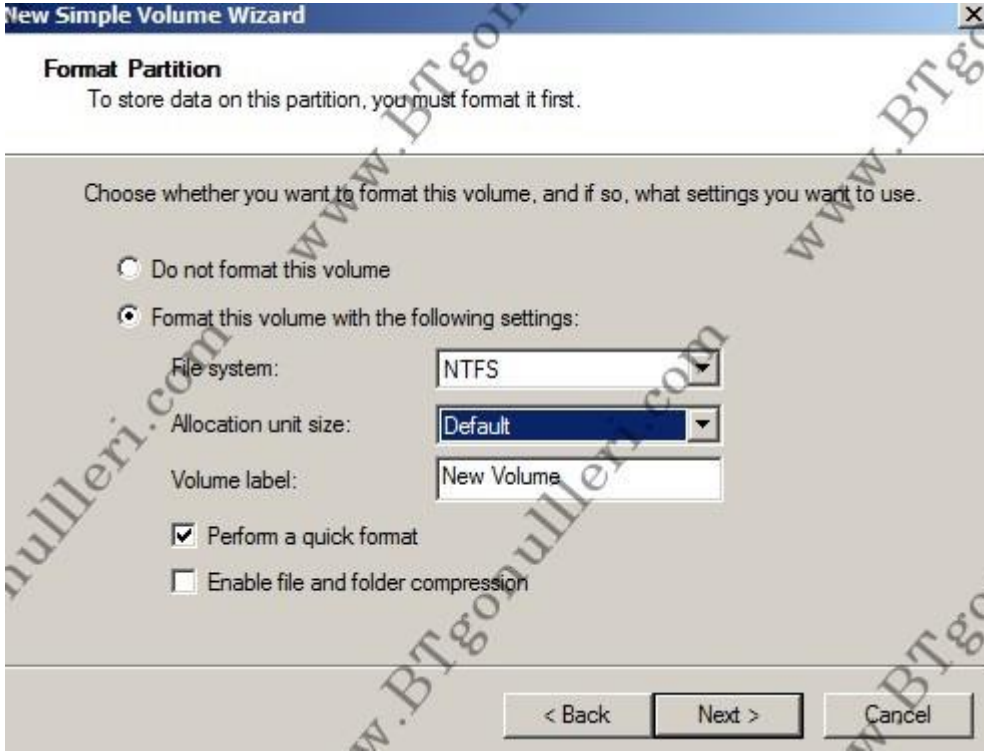 New Simple Volume Wizard
Format Partition
To store data on this partition, you must format it first.
Choose whether you want to format this volume, and if so, what settings you want to use.
Do not format this volume
Format this volume with the following settings:
File system: NTFS
Allocation unit size: Default
Volume label: New Volume
Perform a quick format
Enable file and folder compression
< Back Next > Cancel
www.BTgonulleri.com